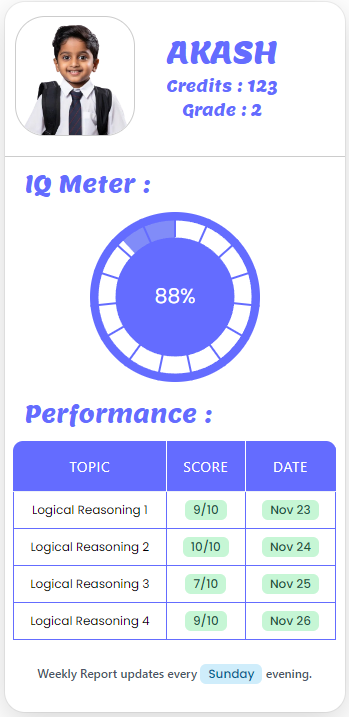 AKASH
Credits : 123
Grade : 2
IQ Meter :
88%
Performance :
TOPIC SCORE DATE
Logical Reasoning 1 9/10 Nov 23
Logical Reasoning 2 10/10 Nov 24
Logical Reasoning 3 7/10 Nov 25
Logical Reasoning 4 9/10 Nov 26
Weekly Report updates every Sunday evening.